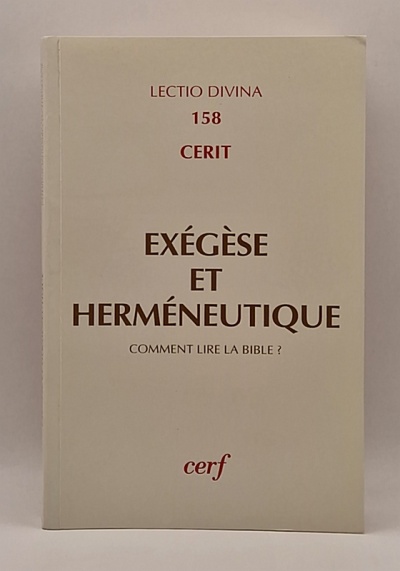 LECTIO DIVINA
158
CERIT
EXÉGÈSE
ET
HERMÉNEUTIQUE
COMMENT LIRE LA BIBLE ?
cerf